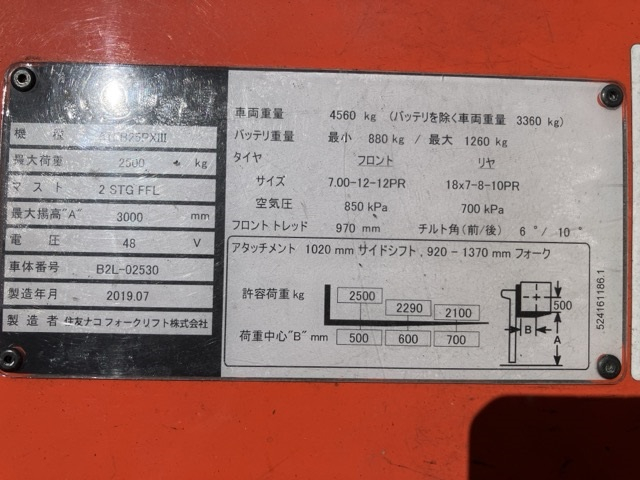 機種
最大荷重 2500 kg
マスト 2 STG FFL
最大揚高"A" 3000 mm
電圧 48 V
車体番号 B2L-02530
製造年月 2019.07
製造者 住友ナコ フォークリフト株式会社
車両重量 4560 kg (バッテリを除く車両重量 3360 kg)
バッテリ重量 最小 880 kg / 最大 1260 kg
タイヤ フロント リヤ
サイズ 7.00-12-12PR 18x7-8-10PR
空気圧 850 kPa 700 kPa
フロント トレッド 970 mm チルト角(前/後) 6 °/ 10 °
アタッチメント 1020 mm サイドシフト, 920 - 1370 mm フォーク
許容荷重 kg 2500 2290 2100
荷重中心"B" mm 500 600 700
500
B
A
524161186.1